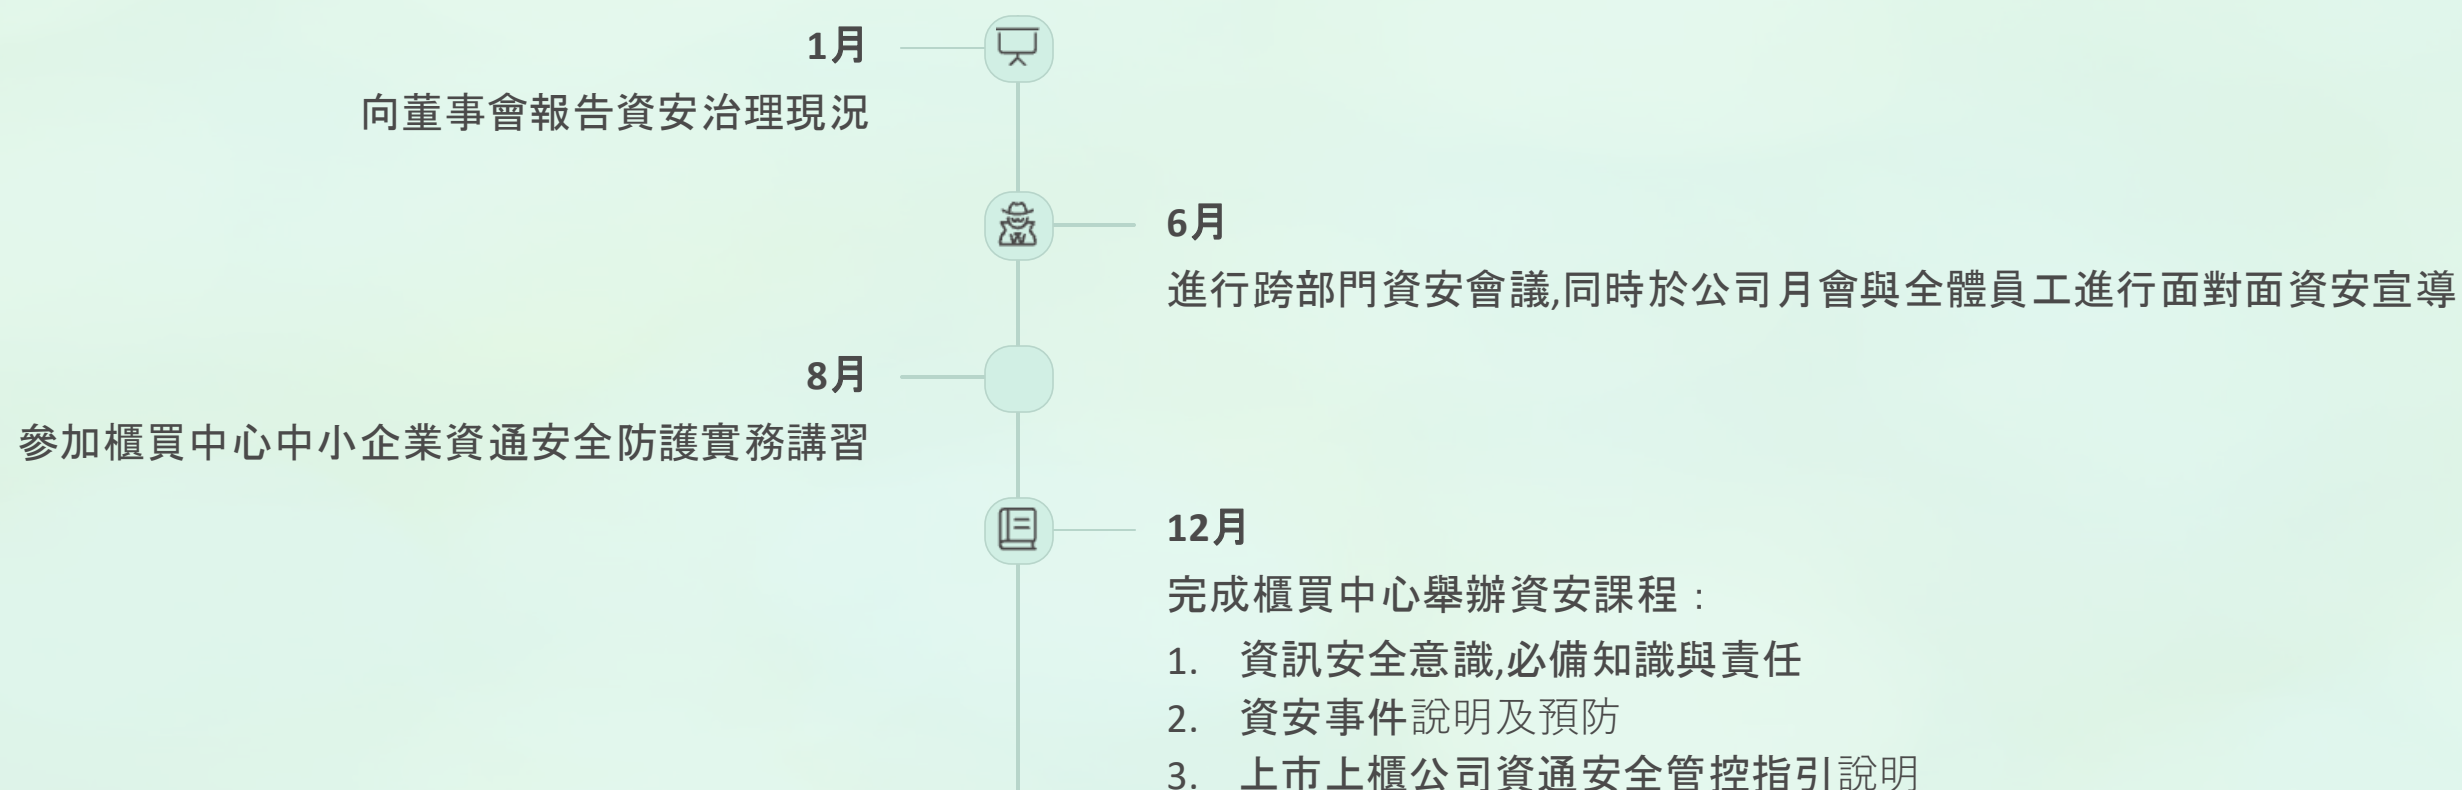 1月
向董事會報告資安治理現況
6月
進行跨部門資安會議,同時於公司月會與全體員工進行面對面資安宣導
8月
參加櫃買中心中小企業資通安全防護實務講習
12月
完成櫃買中心舉辦資安課程：
1. 資訊安全意識,必備知識與責任
2. 資安事件說明及預防
3. 上市上櫃公司資通安全管控指引說明